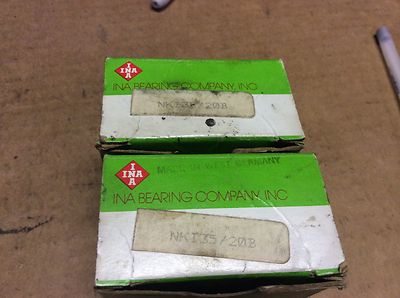 I
INA
A
INA BEARING COMPANY, INC
NKI35/20B
I
INA
A
MADE IN WEST GERMANY
INA BEARING COMPANY, INC
NKI35/20B